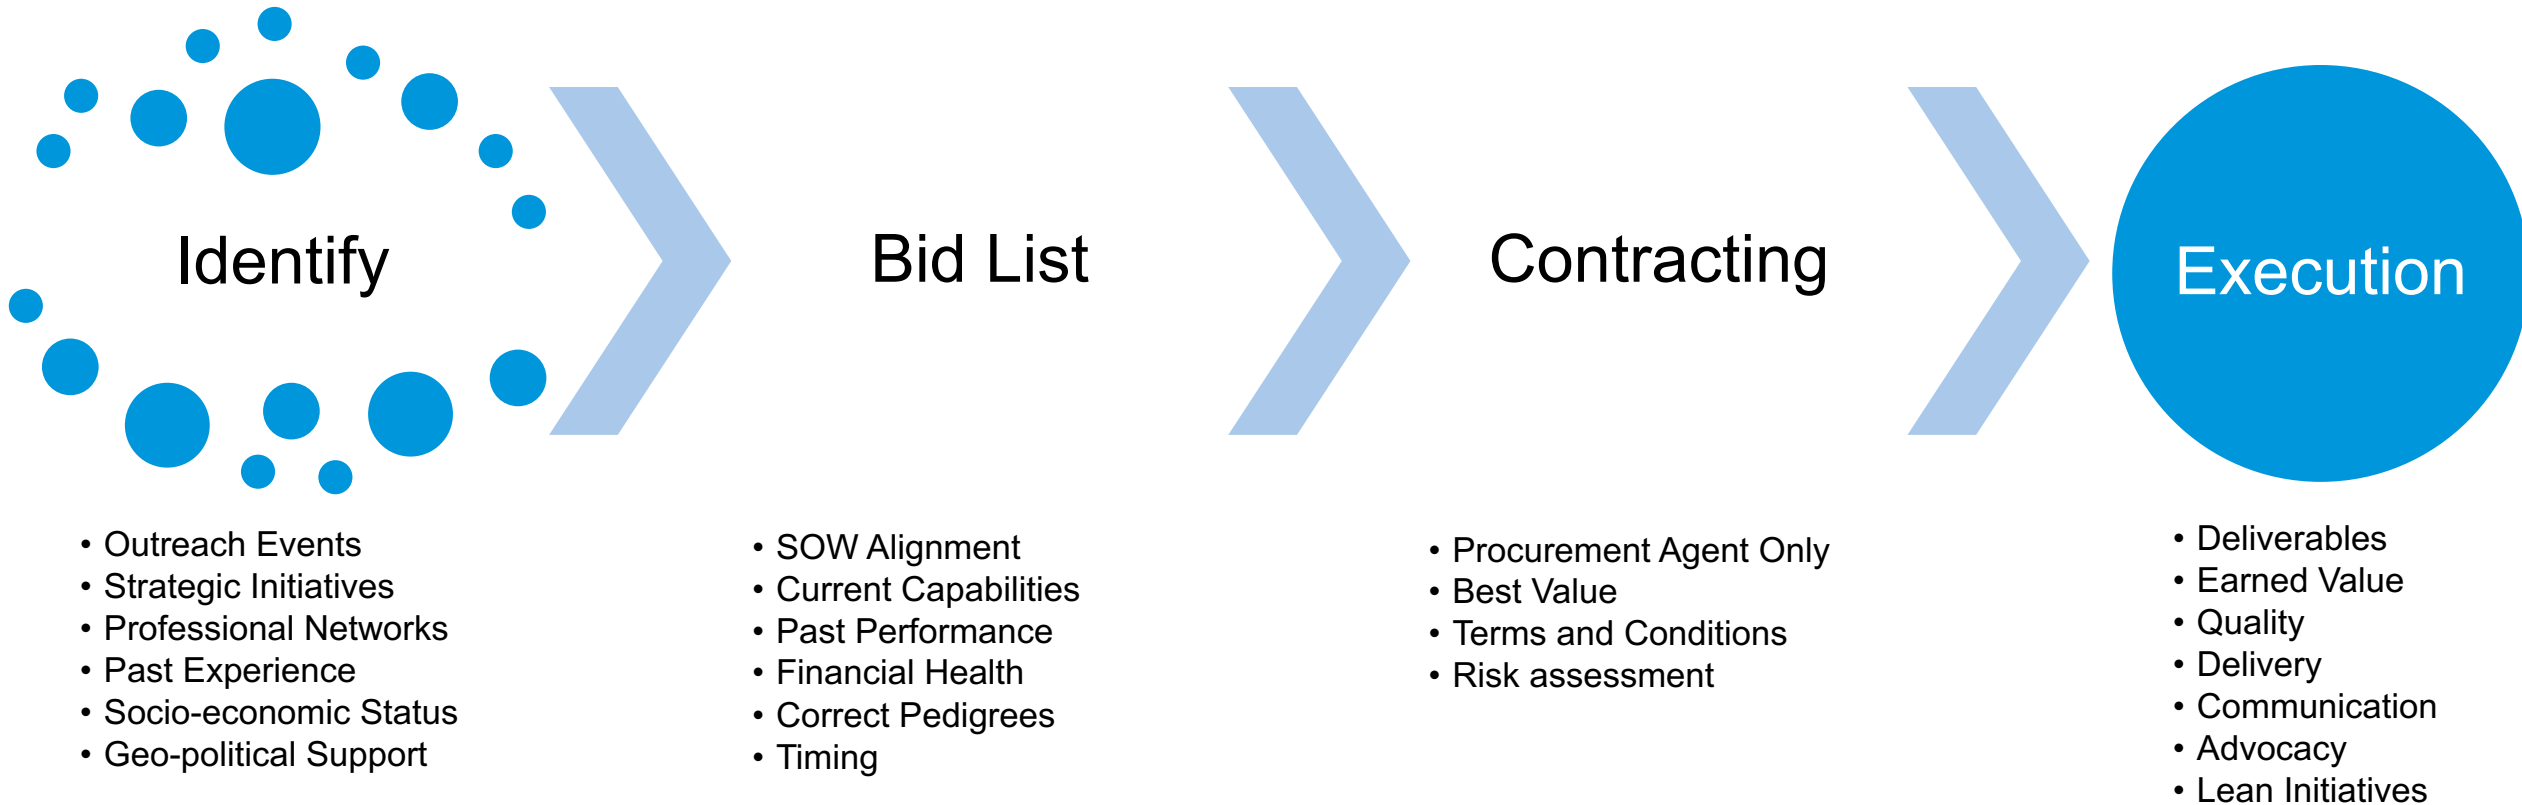 Identify
Bid List
Contracting
Execution
• Outreach Events
• Strategic Initiatives
• Professional Networks
• Past Experience
• Socio-economic Status
• Geo-political Support
• SOW Alignment
• Current Capabilities
• Past Performance
• Financial Health
• Correct Pedigrees
• Timing
• Procurement Agent Only
• Best Value
• Terms and Conditions
• Risk assessment
• Deliverables
• Earned Value
• Quality
• Delivery
• Communication
• Advocacy
• Lean Initiatives